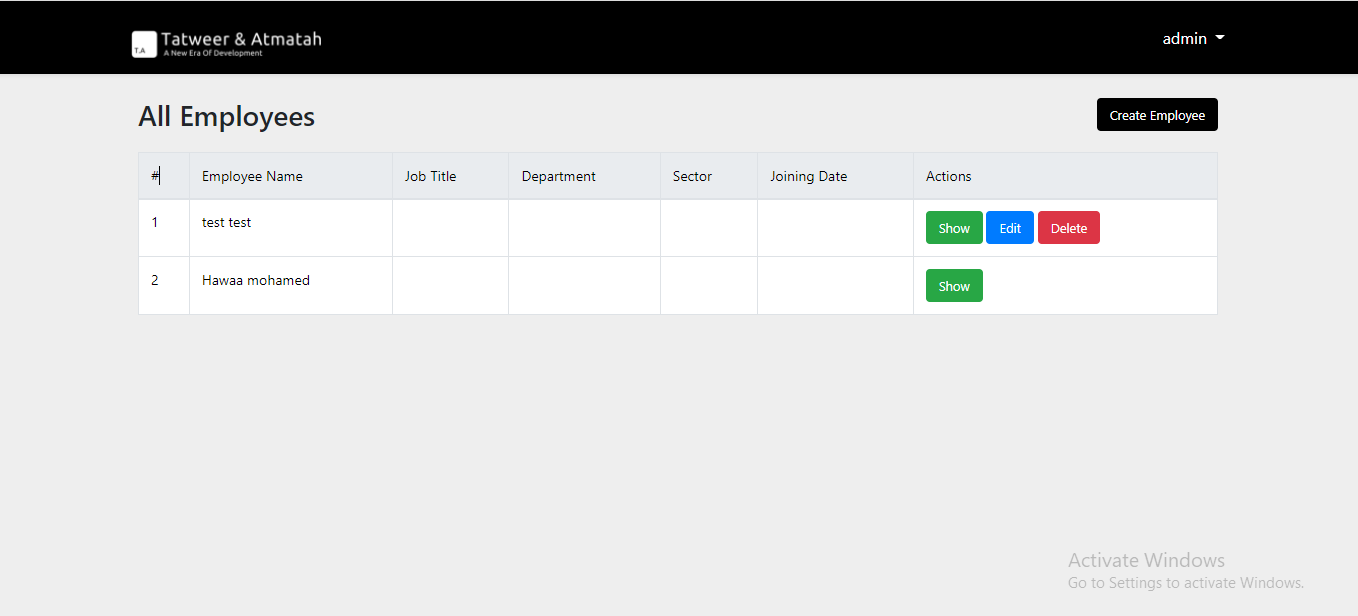 T.A Tatweer & Atmatah
A New Era Of Development
admin
All Employees
Create Employee
# Employee Name Job Title Department Sector Joining Date Actions
1 test test Show Edit Delete
2 Hawaa mohamed Show
Activate Windows
Go to Settings to activate Windows.